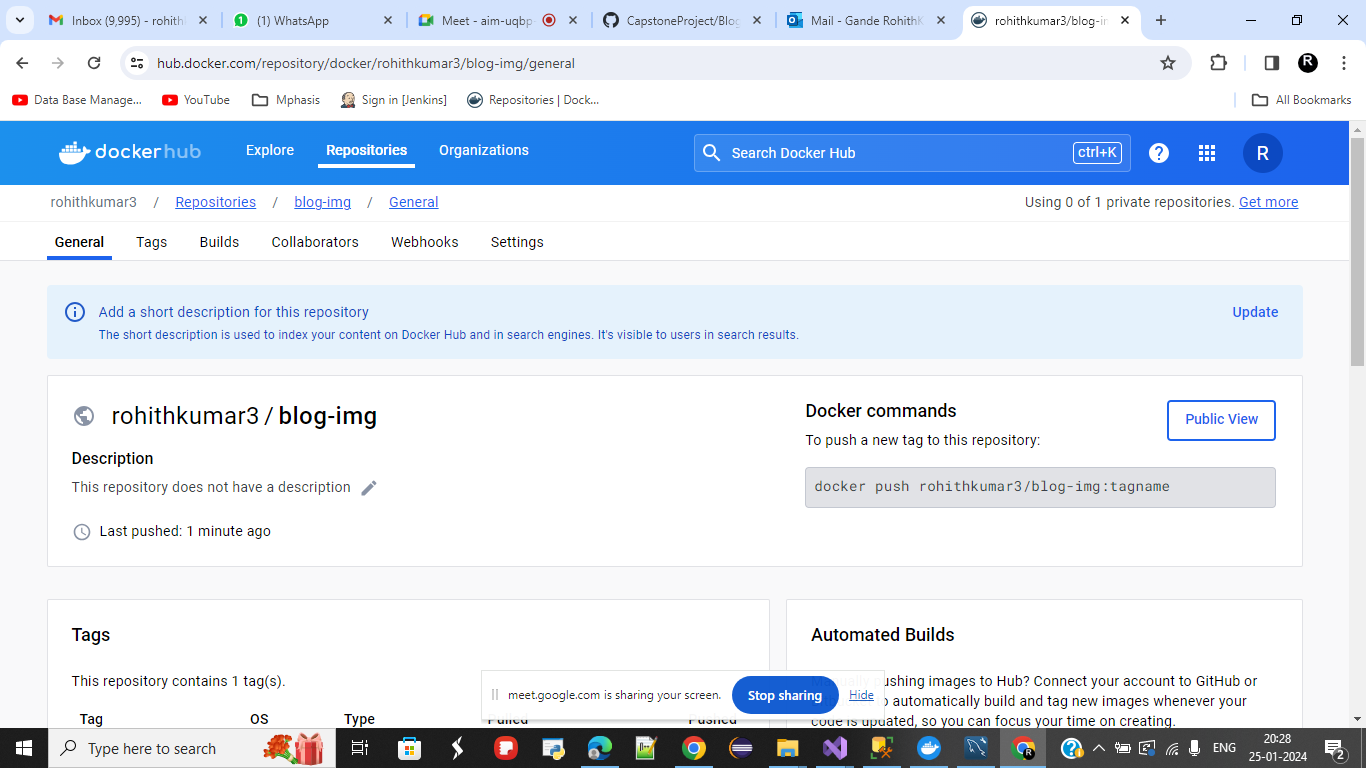 Inbox (9,995) - rohith
(1) WhatsApp
Meet - aim-uqbp-
CapstoneProject/Blog
Mail - Gande RohithK
rohithkumar3/blog-im
hub.docker.com/repository/docker/rohithkumar3/blog-img/general
R
Data Base Manage...
YouTube
Mphasis
Sign in [Jenkins]
Repositories | Dock...
All Bookmarks
dockerhub
Explore
Repositories
Organizations
Search Docker Hub
ctrl+K
R
rohithkumar3 / Repositories / blog-img / General
Using 0 of 1 private repositories. Get more
General
Tags
Builds
Collaborators
Webhooks
Settings
Add a short description for this repository
Update
The short description is used to index your content on Docker Hub and in search engines. It's visible to users in search results.
rohithkumar3 / blog-img
Description
This repository does not have a description
Last pushed: 1 minute ago
Docker commands
Public View
To push a new tag to this repository:
docker push rohithkumar3/blog-img:tagname
Tags
This repository contains 1 tag(s).
Tag OS Type Pulled Pushed
Automated Builds
pushing images to Hub? Connect your account to GitHub or
automatically build and tag new images whenever your
code is updated, so you can focus your time on creating.
meet.google.com is sharing your screen.
Stop sharing
Hide
Type here to search
ENG
20:28
25-01-2024
2